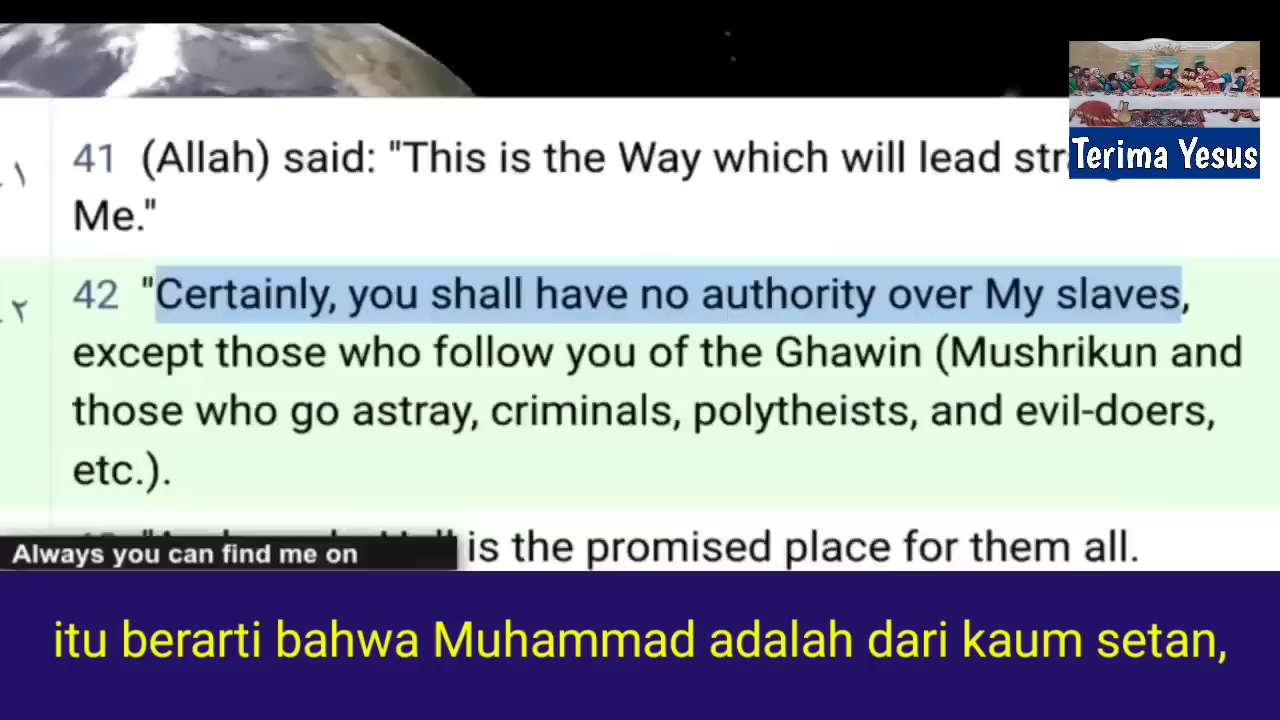 Terima Yesus
41 (Allah) said: "This is the Way which will lead
Me."
42 "Certainly, you shall have no authority over My slaves,
except those who follow you of the Ghawin (Mushrikun and
those who go astray, criminals, polytheists, and evil-doers,
etc.).
is the promised place for them all.
Always you can find me on
itu berarti bahwa Muhammad adalah dari kaum setan,